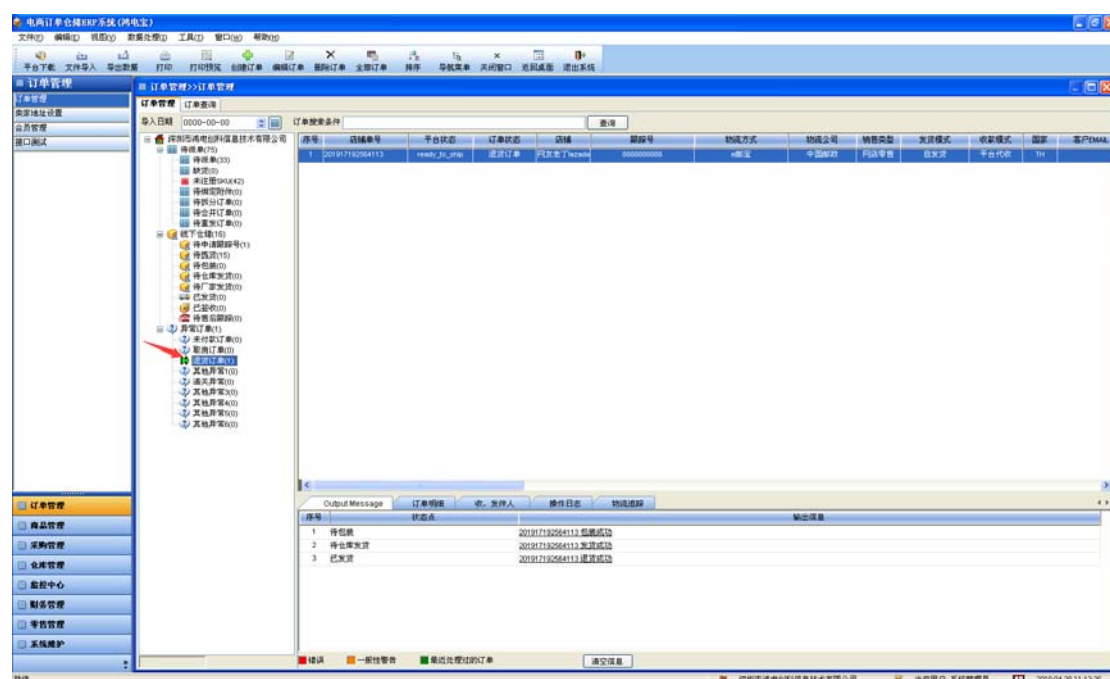 电商订单仓储ERP系统(鸿电宝)
文件(F) 编辑(E) 视图(V) 数据处理(D) 工具(T) 窗口(W) 帮助(H)
平台下载 文件导入 导出数据 打印 打印预览 创建订单 编辑订单 删除订单 全部订单 排序 导航菜单 关闭窗口 返回桌面 退出系统
订单管理
订单管理
卖家地址设置
会员管理
接口测试
订单管理>>订单管理
订单管理 订单查询
导入日期 0000-00-00 订单搜索条件 查询
深圳市鸿电创科信息技术有限公司
待派单(75)
待派单(33)
缺货(0)
未注册SKU(42)
待绑定附件(0)
待拆分订单(0)
待合并订单(0)
待重发订单(0)
线下仓储(16)
待申请跟踪号(1)
待拣货(15)
待包装(0)
待仓库发货(0)
待厂家发货(0)
已发货(0)
已签收(0)
待售后跟踪(0)
异常订单(1)
未付款订单(0)
取消订单(0)
退货订单(1)
其他异常1(0)
通关异常(0)
其他异常3(0)
其他异常4(0)
其他异常5(0)
其他异常6(0)
序号 店铺单号 平台状态 订单状态 店铺 跟踪号 物流方式 物流公司 销售类型 发货模式 收款模式 国家 客户EMAIL
1 201917192564113 ready_to_ship 退货订单 0000000000 e邮宝 中国邮政 网店零售 自发货 平台代收 TH
Output Message 订单明细 收、发件人 操作日志 物流追踪
序号 状态点 输出信息
1 待包装 201917192564113 包装成功
2 待仓库发货 201917192564113 发货成功
3 已发货 201917192564113 退货成功
错误 一般性警告 最近处理过的订单 清空信息
订单管理
商品管理
采购管理
仓库管理
监控中心
财务管理
零售管理
系统维护